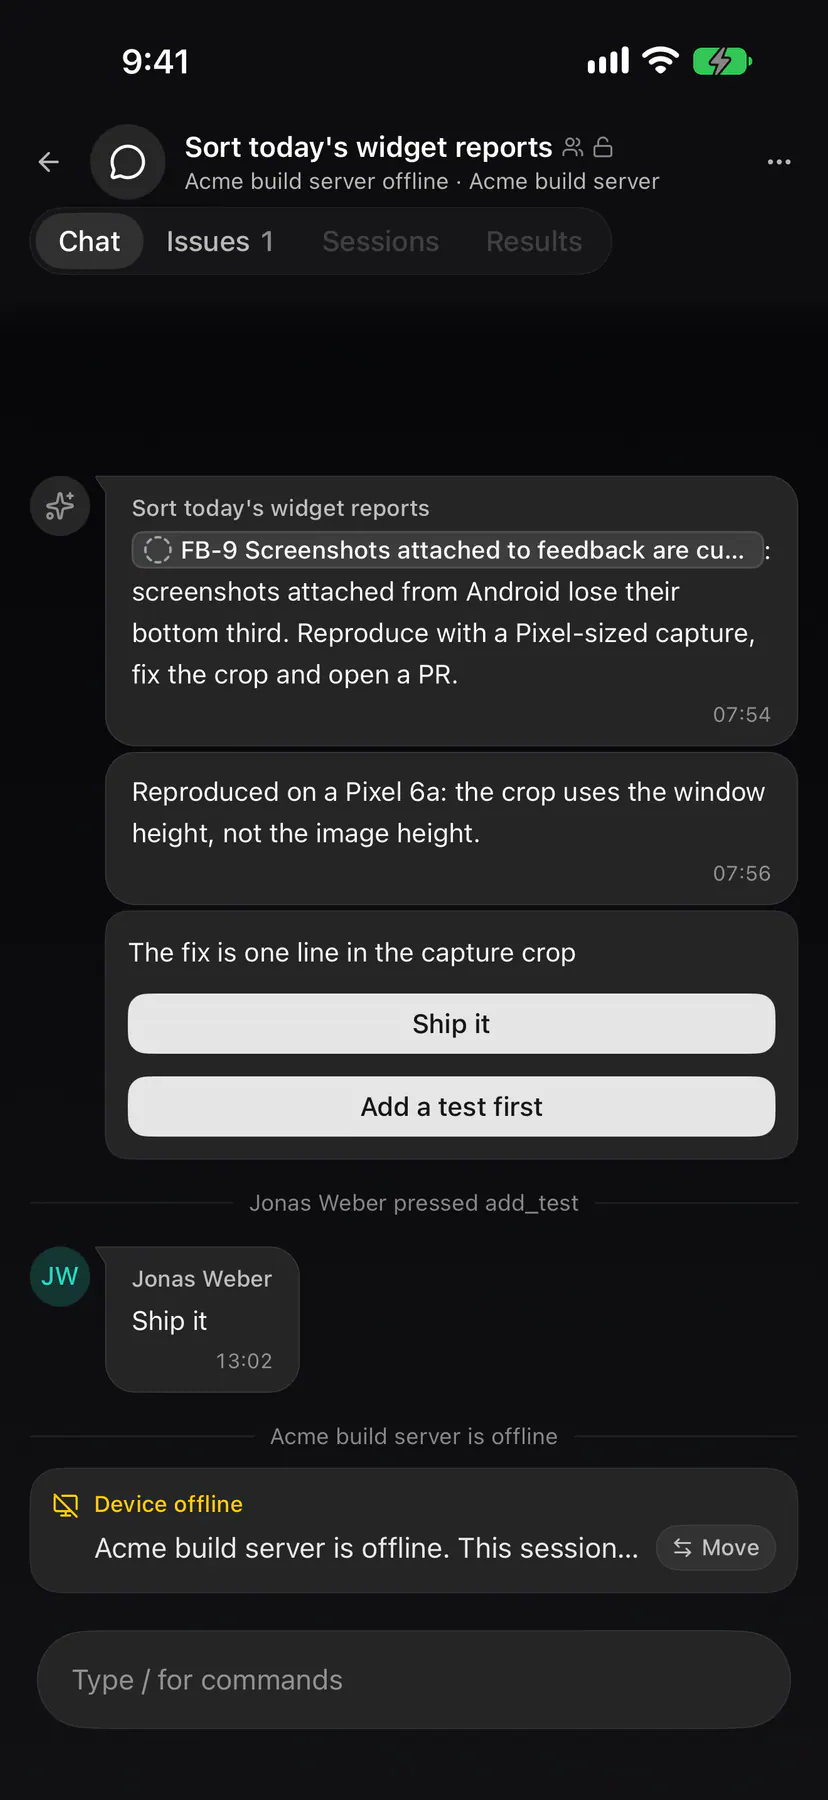 9:41
Sort today's widget reports
Acme build server offline · Acme build server
Chat
Issues 1
Sessions
Results
Sort today's widget reports
FB-9 Screenshots attached to feedback are cu... :
screenshots attached from Android lose their
bottom third. Reproduce with a Pixel-sized capture,
fix the crop and open a PR.
07:54
Reproduced on a Pixel 6a: the crop uses the window
height, not the image height.
07:56
The fix is one line in the capture crop
Ship it
Add a test first
Jonas Weber pressed add_test
JW
Jonas Weber
Ship it
13:02
Acme build server is offline
Device offline
Acme build server is offline. This session...
Move
Type / for commands